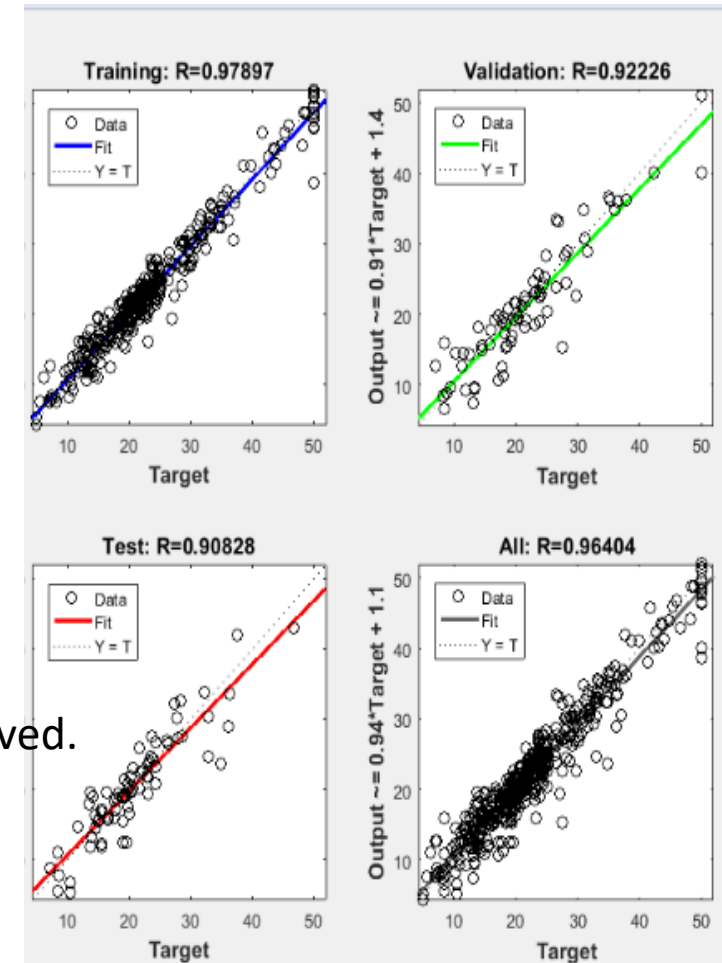 Training: R=0.97897
Data
Fit
Y = T
10 20 30 40 50
Target
Validation: R=0.92226
Output ~= 0.91*Target + 1.4
50
40
30
20
10
Data
Fit
Y = T
10 20 30 40 50
Target
Test: R=0.90828
Data
Fit
Y = T
10 20 30 40 50
Target
All: R=0.96404
Output ~= 0.94*Target + 1.1
50
40
30
20
10
Data
Fit
Y = T
10 20 30 40 50
Target
ved.